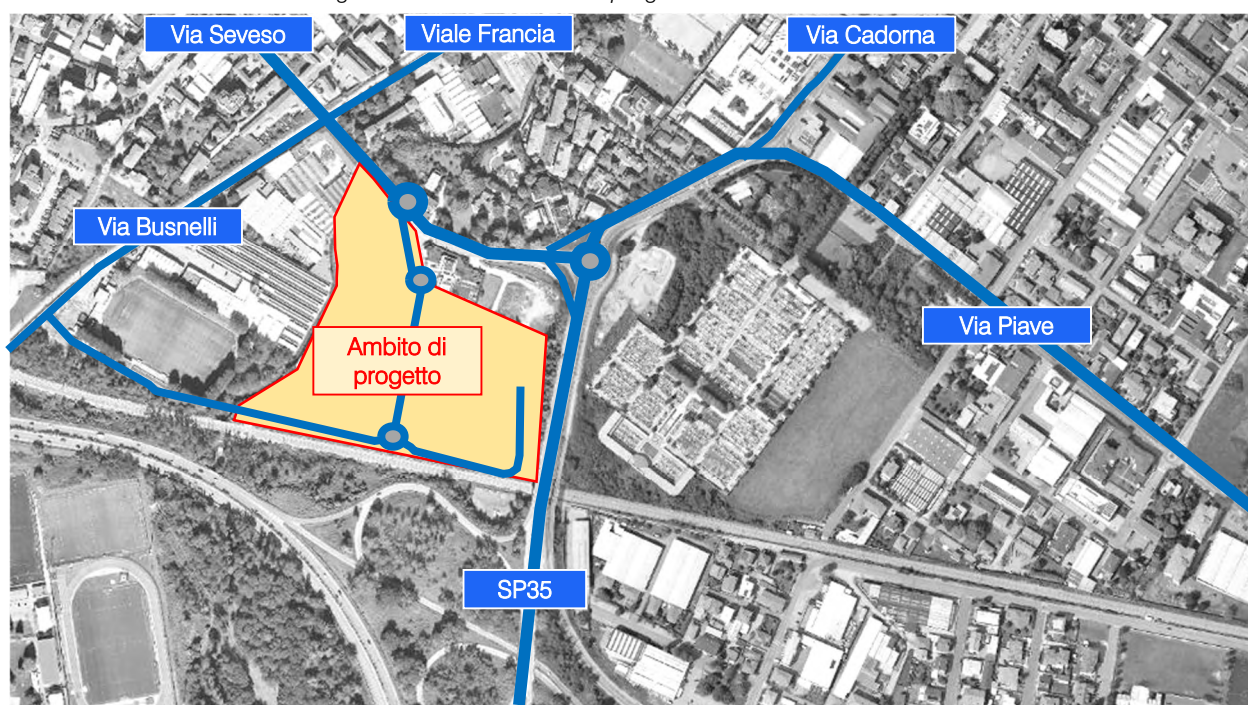 Via Seveso
Viale Francia
Via Cadorna
Via Busnelli
Via Piave
Ambito di
progetto
SP35